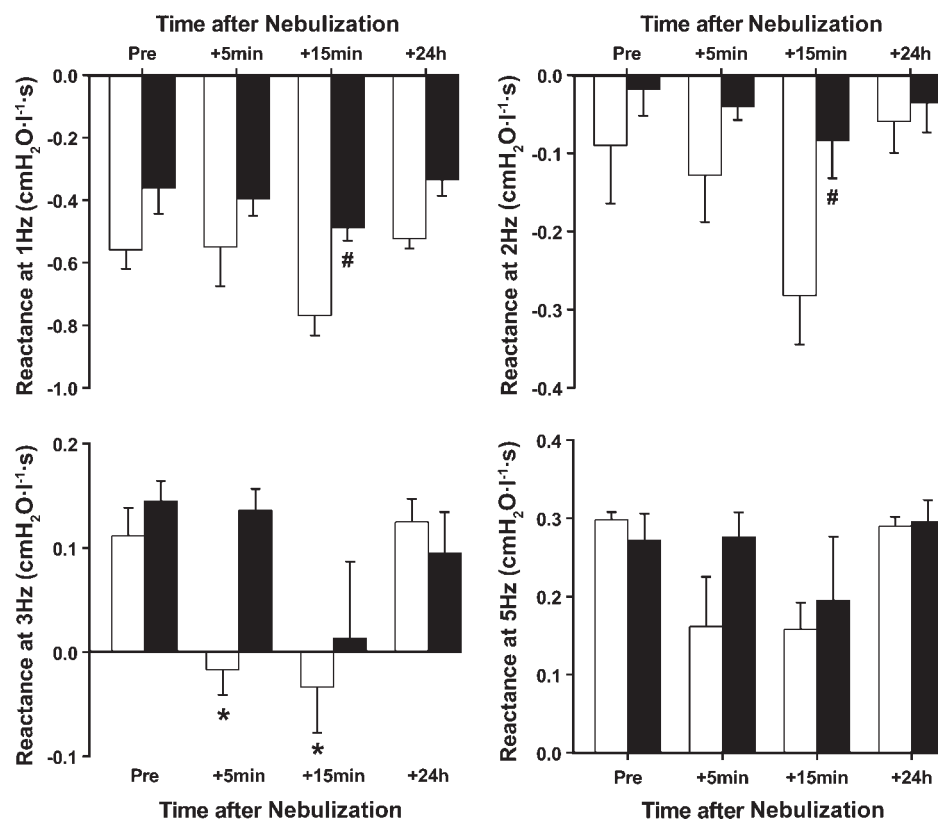 Time after Nebulization
Pre +5min +15min +24h
0.0
-0.2
-0.4
-0.6
-0.8
-1.0
Reactance at 1Hz (cmH₂O·l⁻¹·s)
#
Time after Nebulization
Pre +5min +15min +24h
0.0
-0.1
-0.2
-0.3
-0.4
Reactance at 2Hz (cmH₂O·l⁻¹·s)
#
0.2
0.1
0.0
-0.1
Reactance at 3Hz (cmH₂O·l⁻¹·s)
*
*
Pre +5min +15min +24h
Time after Nebulization
0.4
0.3
0.2
0.1
0.0
Reactance at 5Hz (cmH₂O·l⁻¹·s)
Pre +5min +15min +24h
Time after Nebulization